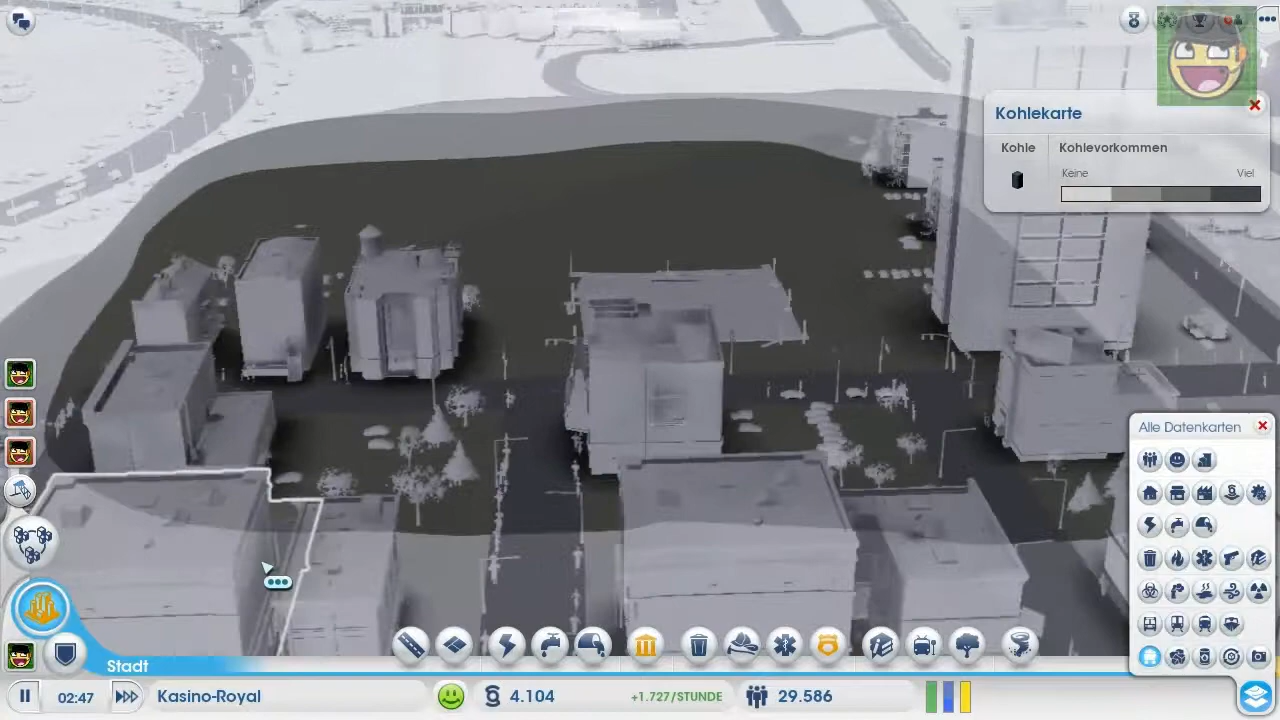 Kohlekarte
Kohle
Kohlevorkommen
Keine
Viel
Alle Datenkarten
Stadt
02:47
Kasino-Royal
4.104
+1.727/STUNDE
29.586